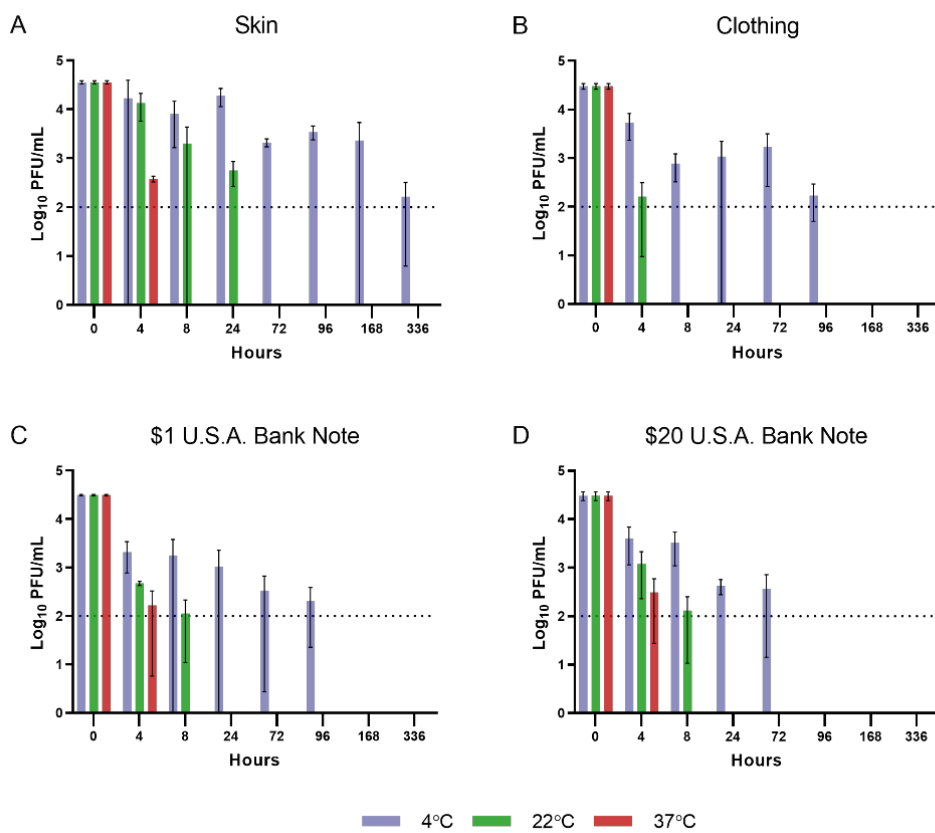 A
Skin
5
4
3
2
1
0
Log10 PFU/mL
0 4 8 24 72 96 168 336
Hours
B
Clothing
5
4
3
2
1
0
Log10 PFU/mL
0 4 8 24 72 96 168 336
Hours
C
$1 U.S.A. Bank Note
5
4
3
2
1
0
Log10 PFU/mL
0 4 8 24 72 96 168 336
Hours
D
$20 U.S.A. Bank Note
5
4
3
2
1
0
Log10 PFU/mL
0 4 8 24 72 96 168 336
Hours
4°C 22°C 37°C